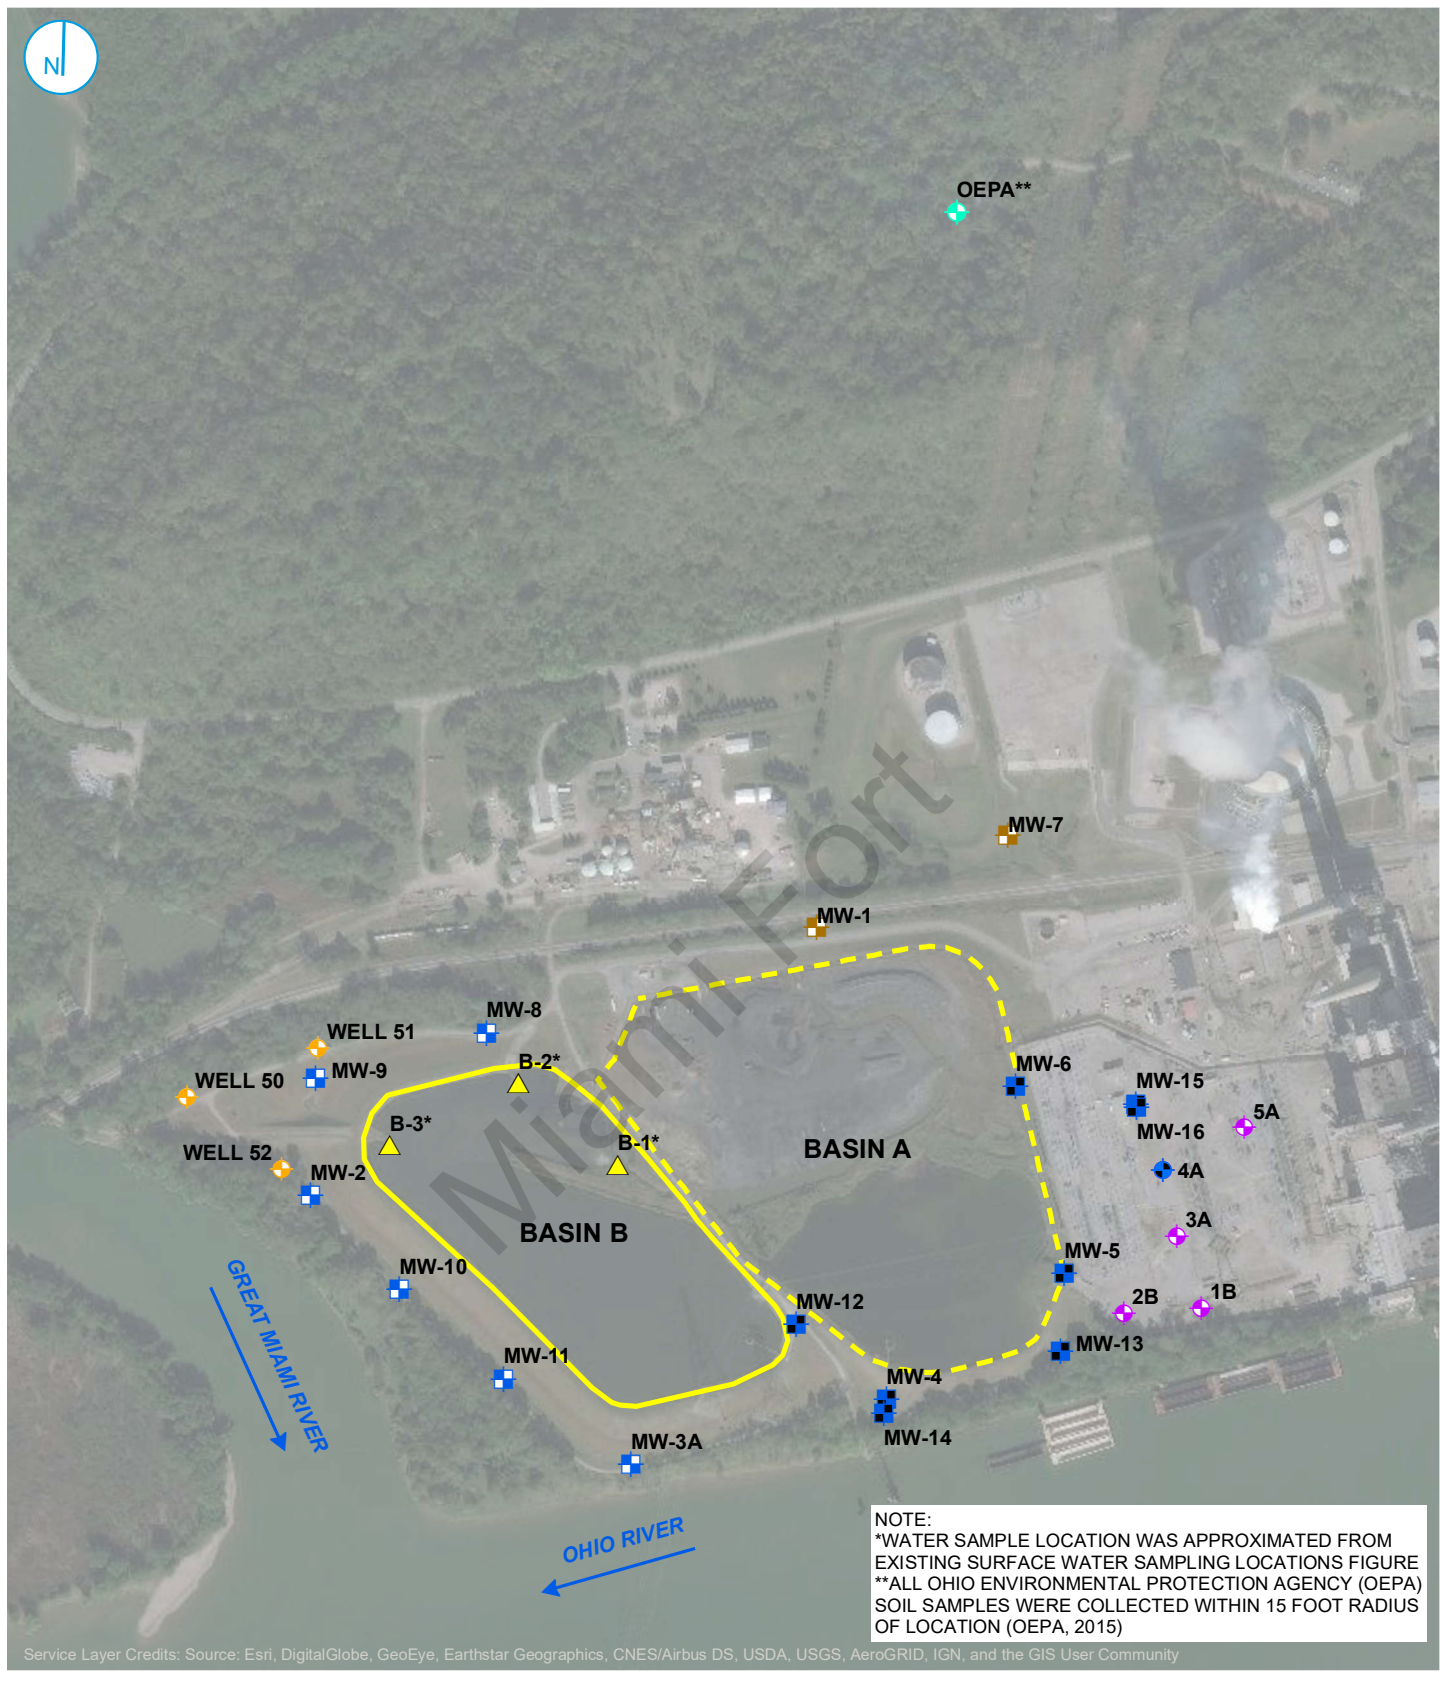 N
OEPA**
MW-7
MW-1
MW-8
WELL 51
B-2*
MW-9
MW-6
WELL 50
MW-15
5A
B-3*
MW-16
B-1*
BASIN A
WELL 52
4A
MW-2
3A
BASIN B
MW-5
MW-10
1B
2B
MW-12
GREAT MIAMI RIVER
MW-13
MW-11
MW-4
MW-14
MW-3A
OHIO RIVER
Miami Fort
NOTE:
*WATER SAMPLE LOCATION WAS APPROXIMATED FROM
EXISTING SURFACE WATER SAMPLING LOCATIONS FIGURE
**ALL OHIO ENVIRONMENTAL PROTECTION AGENCY (OEPA)
SOIL SAMPLES WERE COLLECTED WITHIN 15 FOOT RADIUS
OF LOCATION (OEPA, 2015)
Service Layer Credits: Source: Esri, DigitalGlobe, GeoEye, Earthstar Geographics, CNES/Airbus DS, USDA, USGS, AeroGRID, IGN, and the GIS User Community